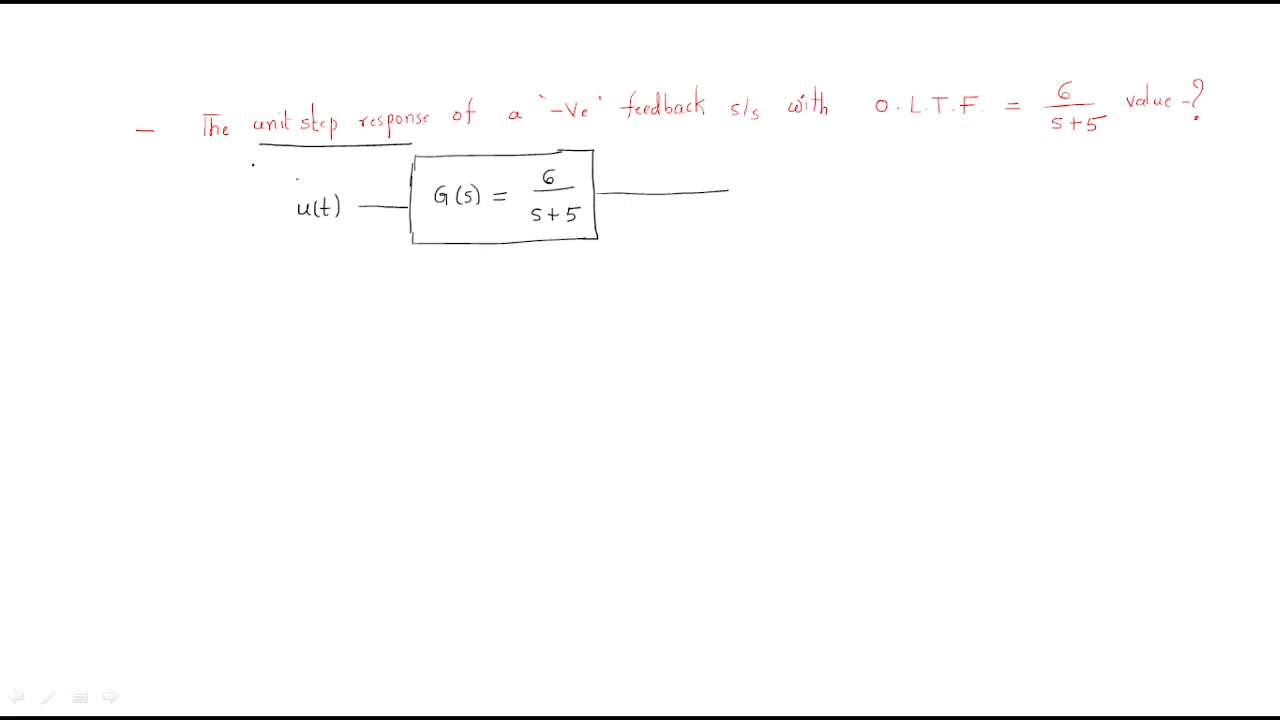 - The unit step response of a '-Ve' feedback s/s with O.L.T.F. = 6/(s+5) value -?
u(t) G(s) = 6/(s+5)